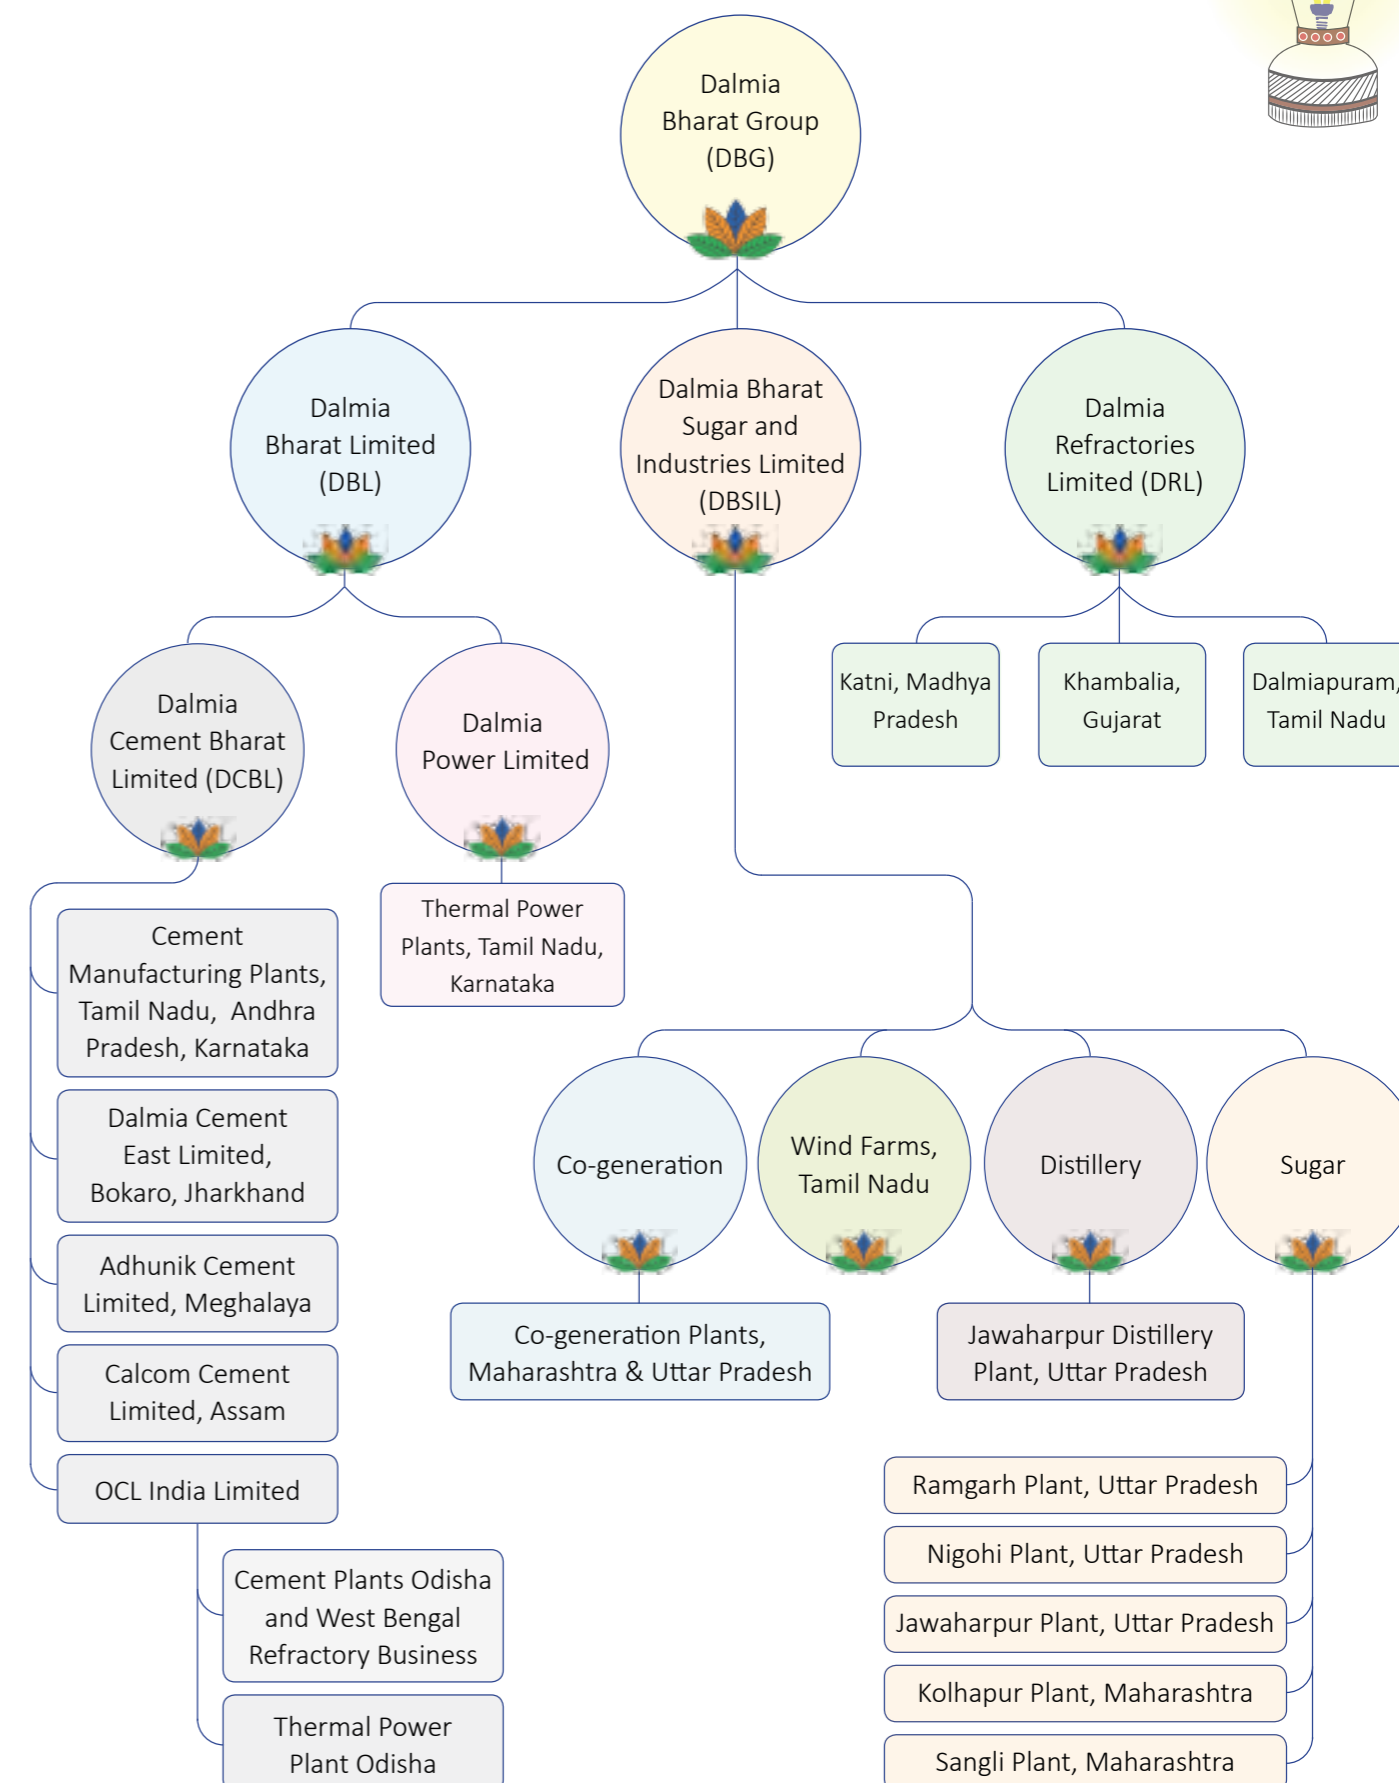 Dalmia
Bharat Group
(DBG)
Dalmia
Bharat Limited
(DBL)
Dalmia Bharat
Sugar and
Industries Limited
(DBSIL)
Dalmia
Refractories
Limited (DRL)
Dalmia
Cement Bharat
Limited (DCBL)
Dalmia
Power Limited
Katni, Madhya
Pradesh
Khambalia,
Gujarat
Dalmiapuram,
Tamil Nadu
Cement
Manufacturing Plants,
Tamil Nadu, Andhra
Pradesh, Karnataka
Dalmia Cement
East Limited,
Bokaro, Jharkhand
Adhunik Cement
Limited, Meghalaya
Calcom Cement
Limited, Assam
OCL India Limited
Cement Plants Odisha
and West Bengal
Refractory Business
Thermal Power
Plant Odisha
Thermal Power
Plants, Tamil Nadu,
Karnataka
Co-generation
Wind Farms,
Tamil Nadu
Distillery
Sugar
Co-generation Plants,
Maharashtra & Uttar Pradesh
Jawaharpur Distillery
Plant, Uttar Pradesh
Ramgarh Plant, Uttar Pradesh
Nigohi Plant, Uttar Pradesh
Jawaharpur Plant, Uttar Pradesh
Kolhapur Plant, Maharashtra
Sangli Plant, Maharashtra